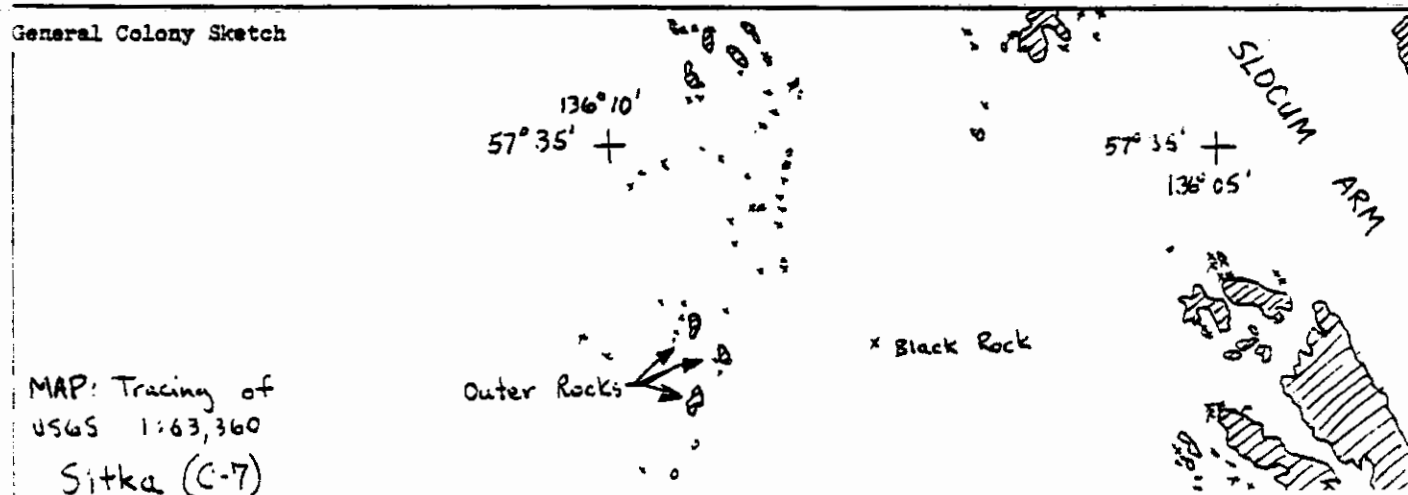 General Colony Sketch
136° 10'
57° 35'
57° 35'
136° 05'
SLOCUM
ARM
Outer Rocks
x Black Rock
MAP: Tracing of
USGS 1:63,360
Sitka (C-7)